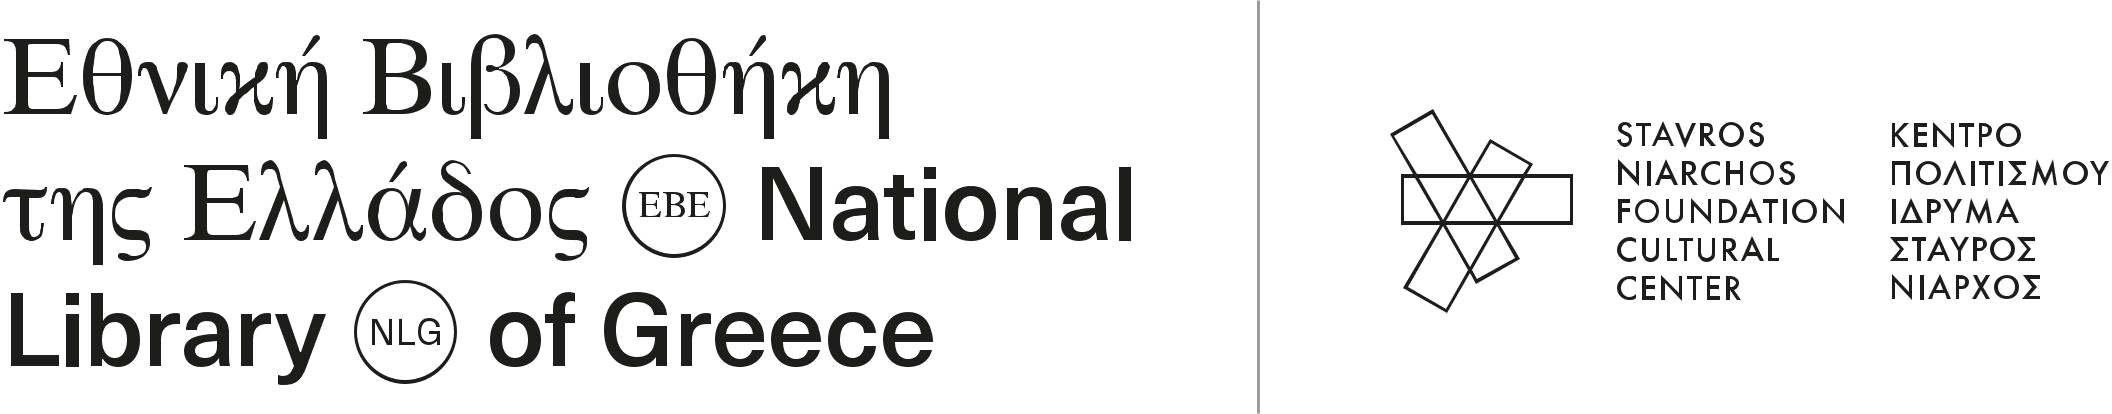 Εθνική Βιβλιοθήκη
της Ελλάδος ΕΒΕ National
Library NLG of Greece
STAVROS
NIARCHOS
FOUNDATION
CULTURAL
CENTER
ΚΕΝΤΡΟ
ΠΟΛΙΤΙΣΜΟΥ
ΙΔΡΥΜΑ
ΣΤΑΥΡΟΣ
ΝΙΑΡΧΟΣ